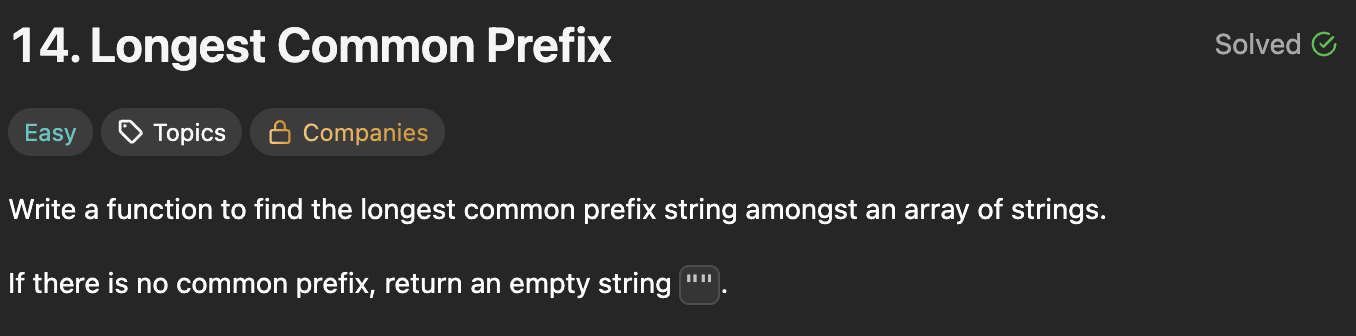 14. Longest Common Prefix
Solved
Easy Topics Companies
Write a function to find the longest common prefix string amongst an array of strings.
If there is no common prefix, return an empty string "".